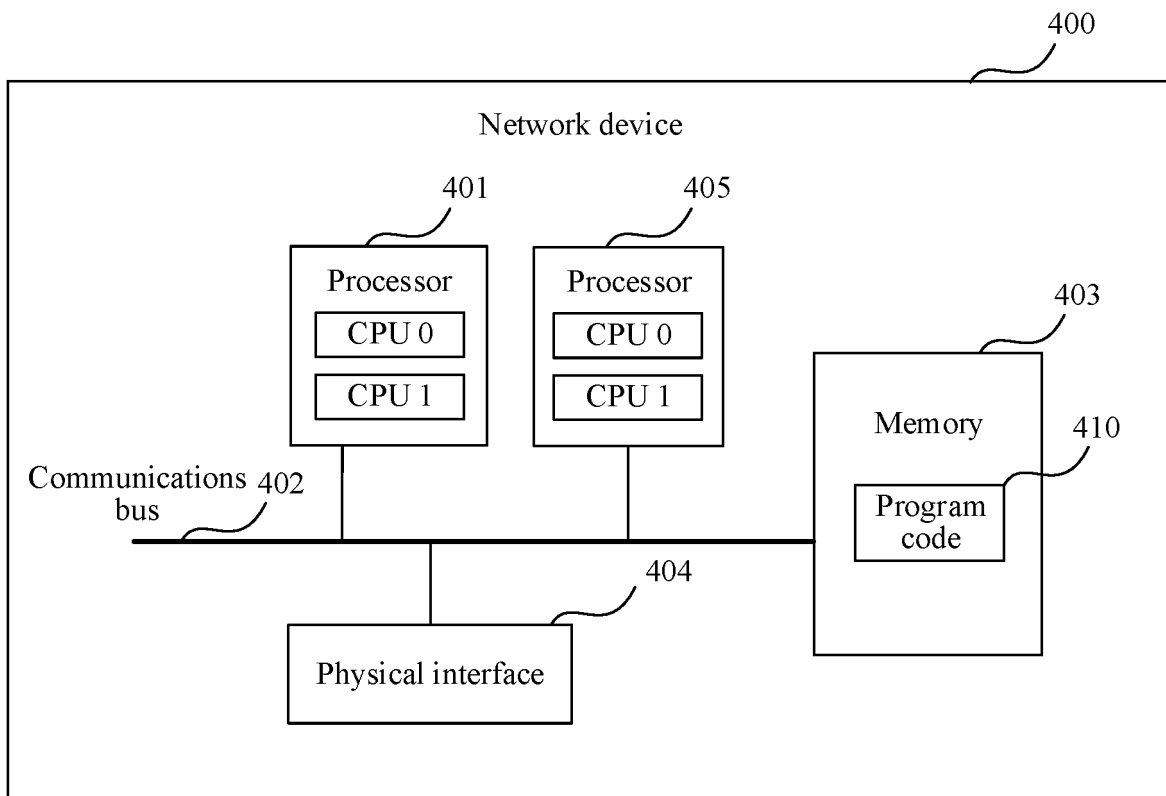 400
Network device
401
405
Processor
CPU 0
CPU 1
Processor
CPU 0
CPU 1
403
Memory
410
Program
code
Communications
bus
402
404
Physical interface